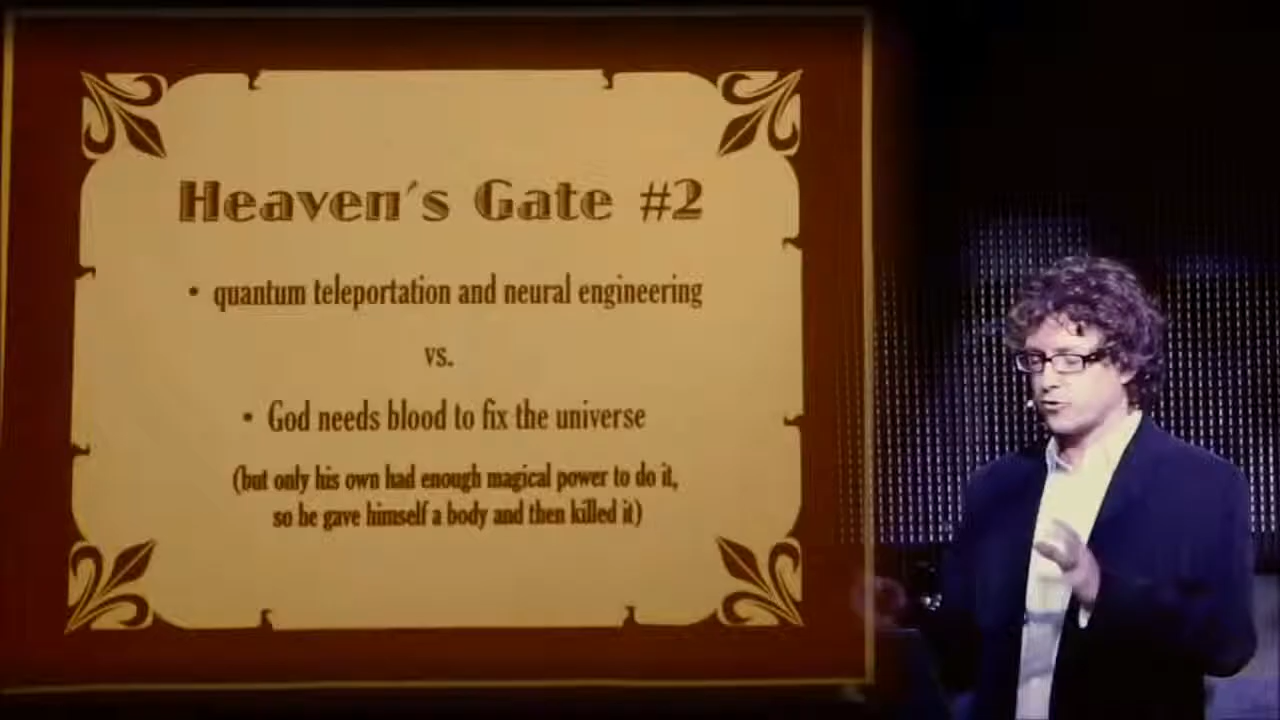 Heaven's Gate #2
• quantum teleportation and neural engineering
vs.
• God needs blood to fix the universe
(but only his own had enough magical power to do it,
so he gave himself a body and then killed it)